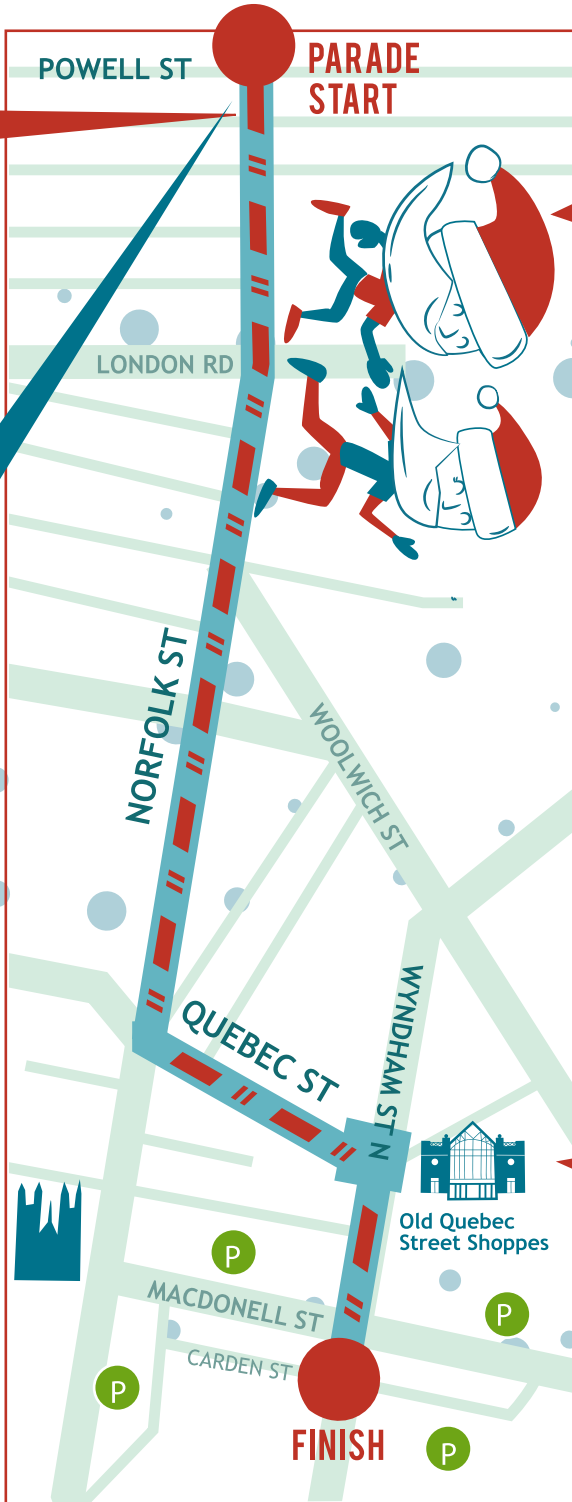 POWELL ST
PARADE
START
LONDON RD
NORFOLK ST
WOOLWICH ST
WYNDHAM ST N
QUEBEC ST
Old Quebec
Street Shoppes
P
MACDONELL ST
P
CARDEN ST
P
FINISH
P